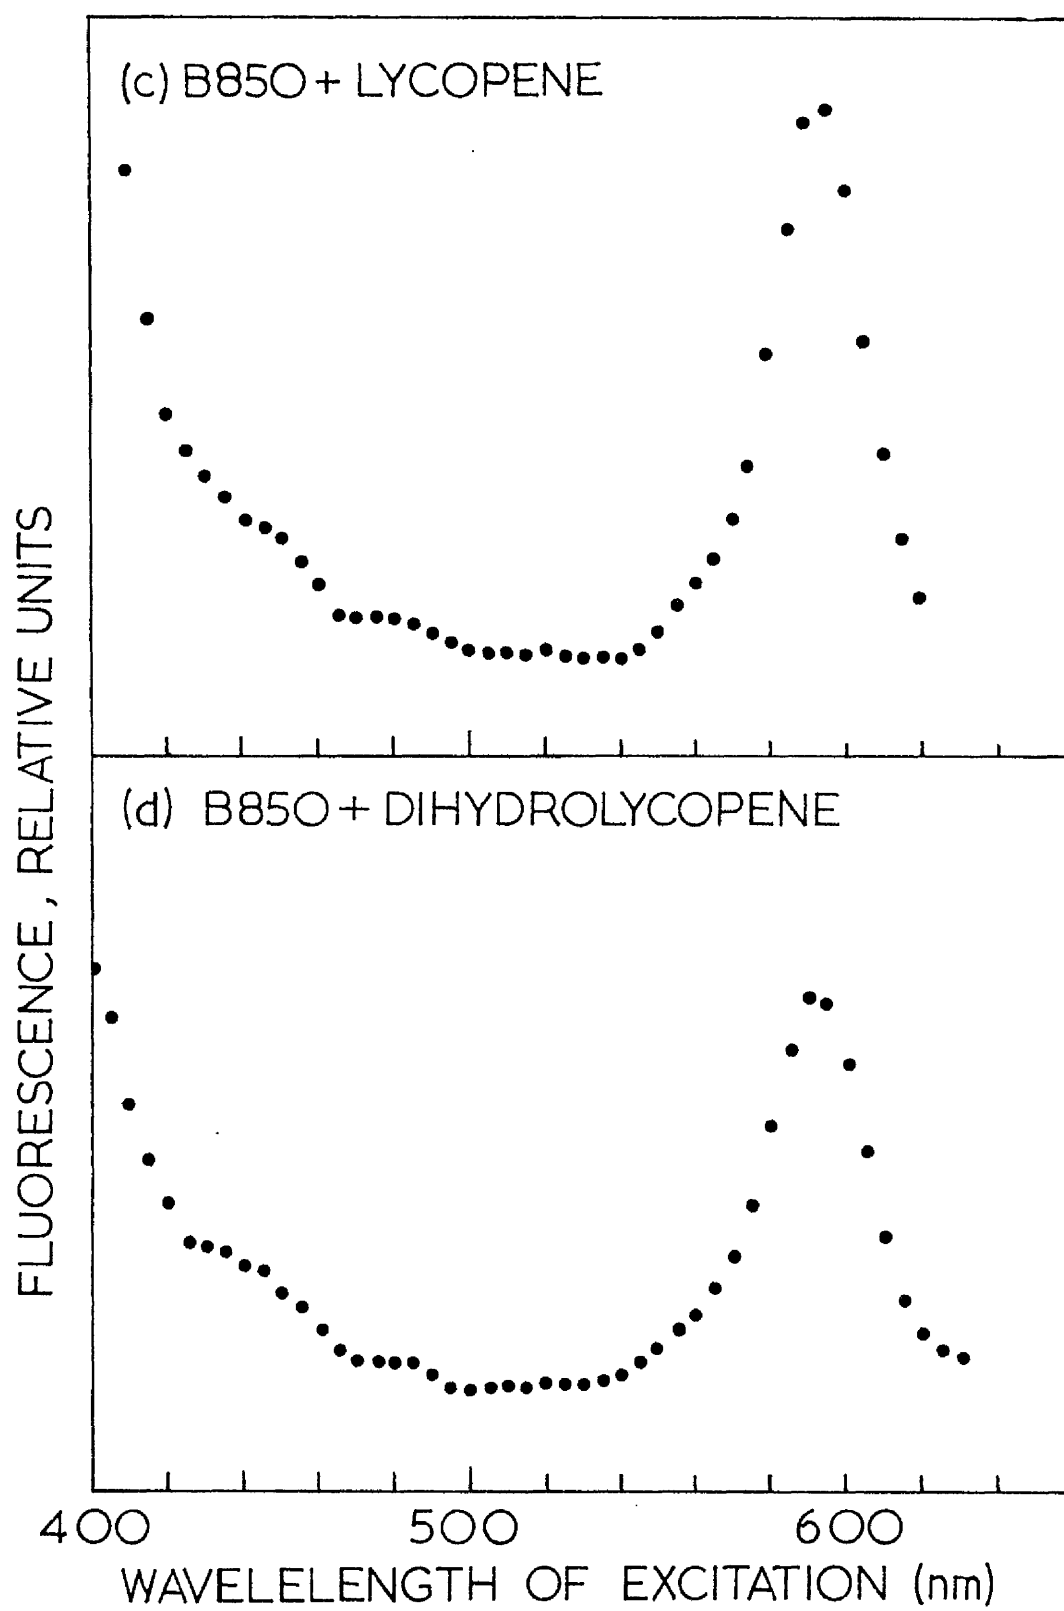 (c) B850 + LYCOPENE
(d) B850 + DIHYDROLYCOPENE
FLUORESCENCE, RELATIVE UNITS
400 500 600
WAVELELENGTH OF EXCITATION (nm)